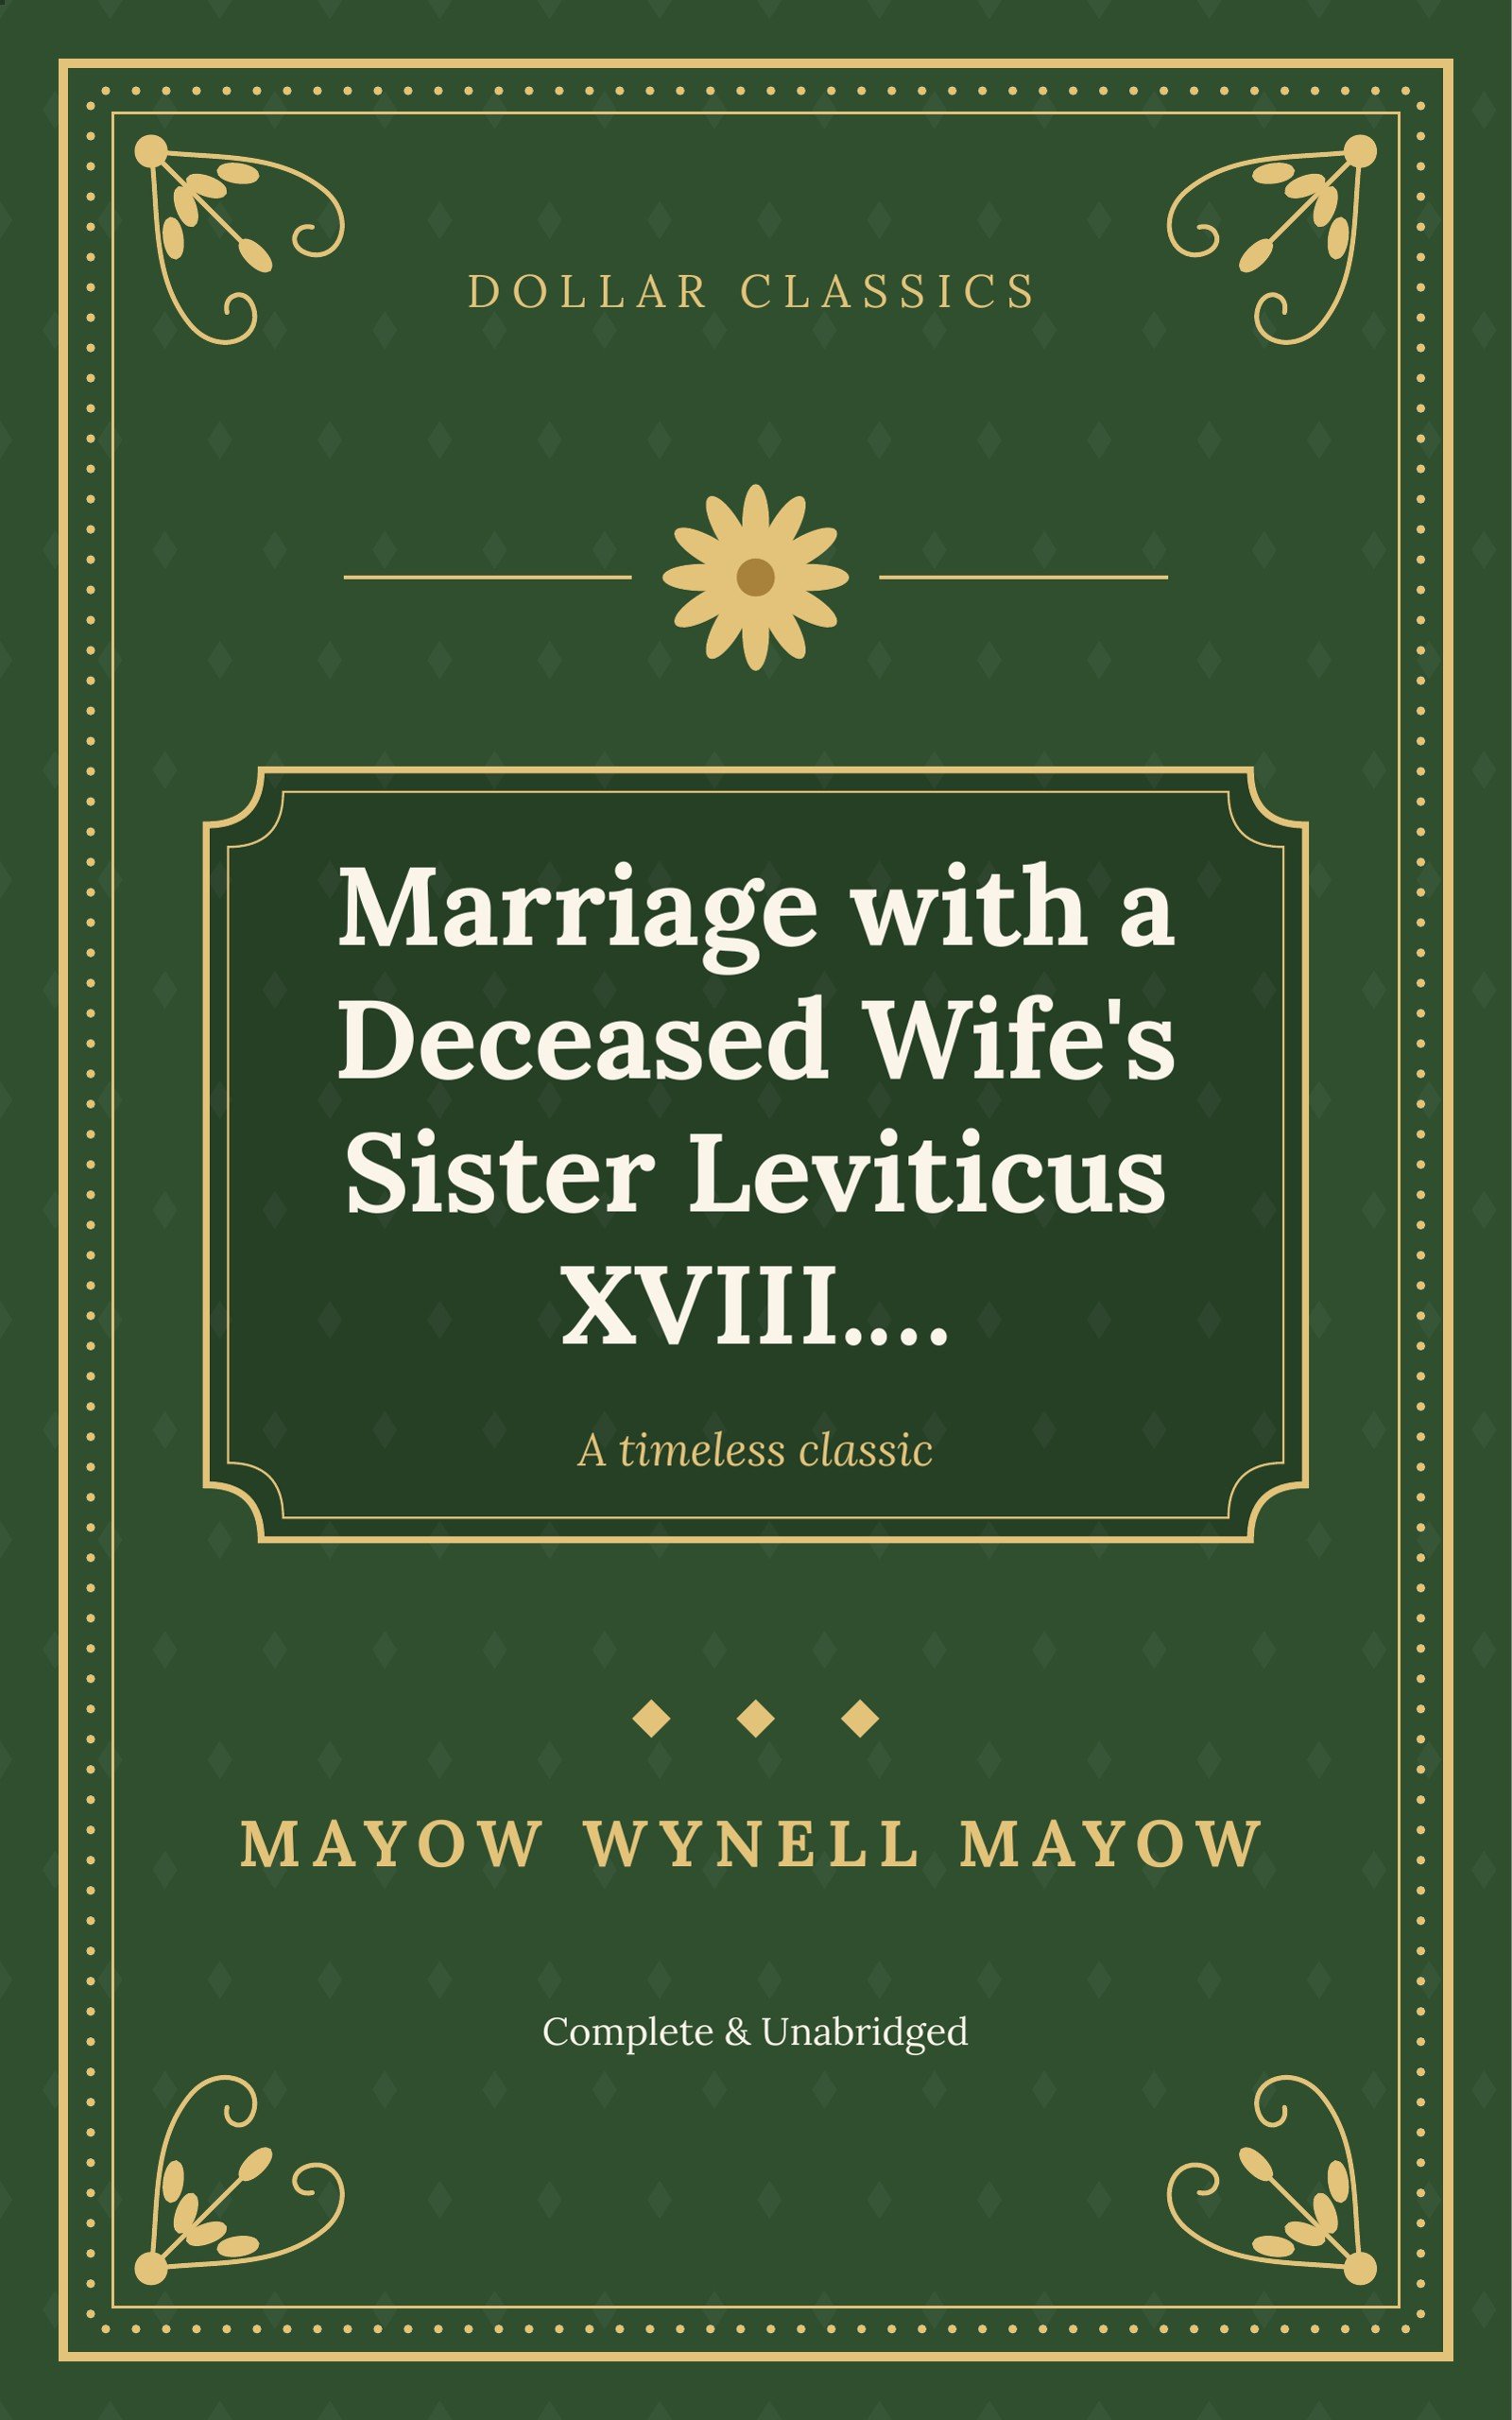 DOLLAR CLASSICS
Marriage with a
Deceased Wife's
Sister Leviticus
XVIII....
A timeless classic
MAYOW WYNELL MAYOW
Complete & Unabridged